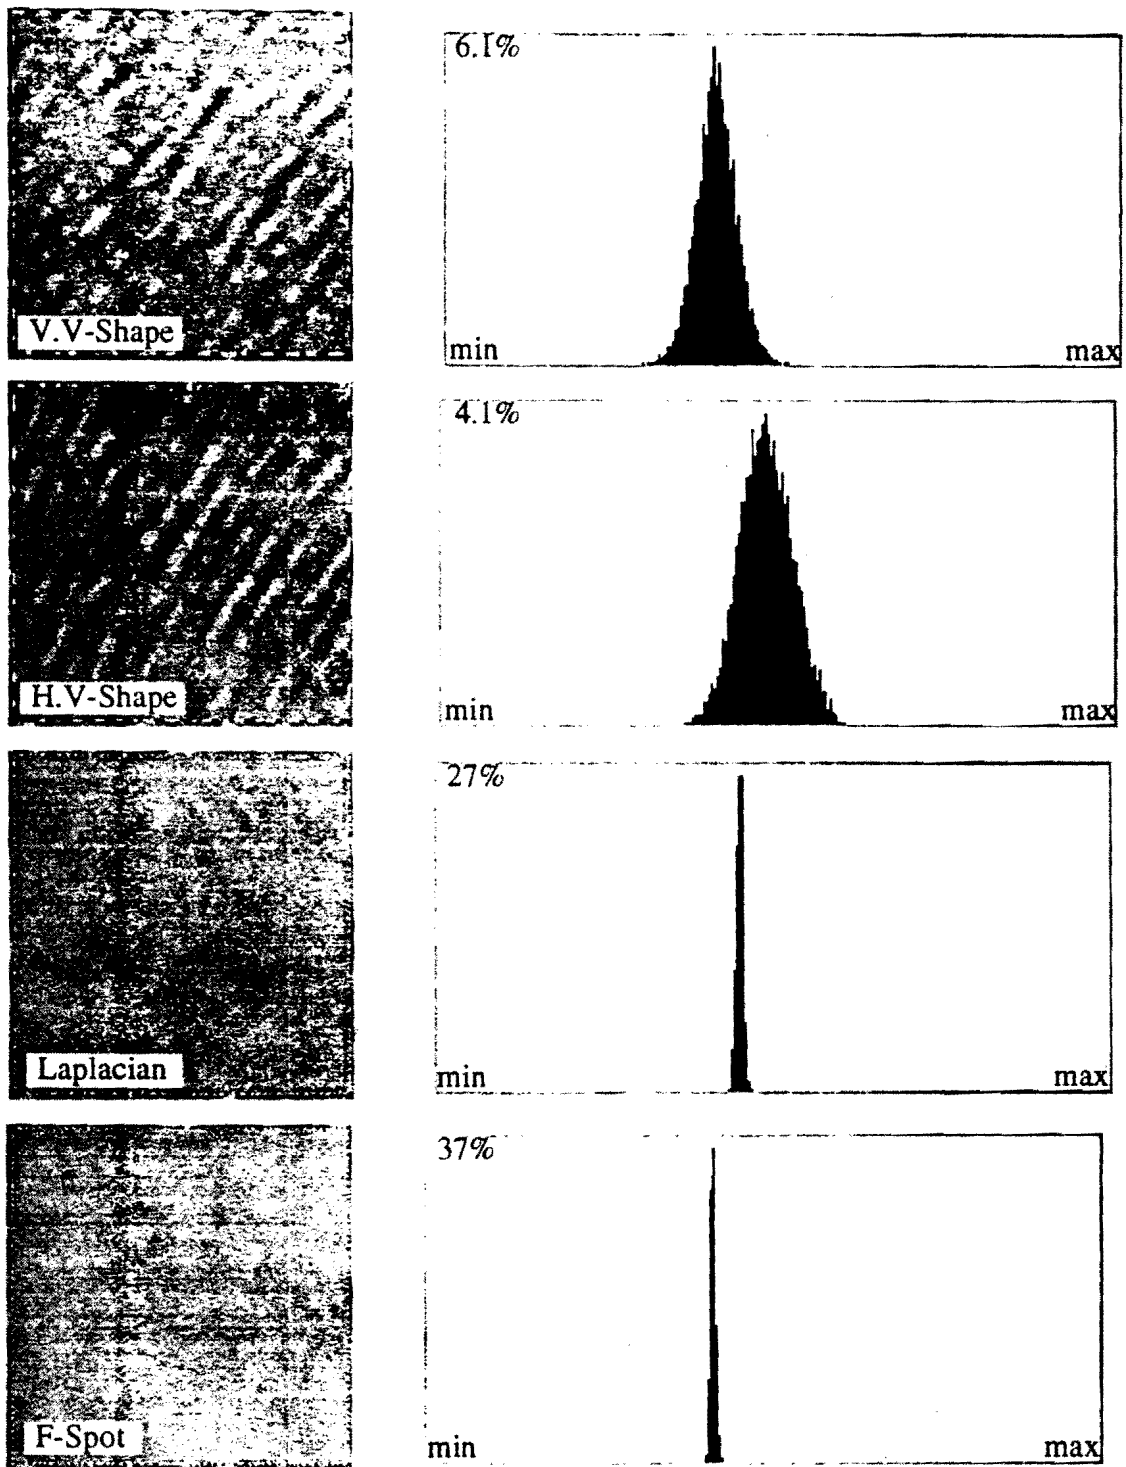 6.1%
V.V-Shape
min
max
4.1%
H.V-Shape
min
max
27%
Laplacian
min
max
37%
F-Spot
min
max